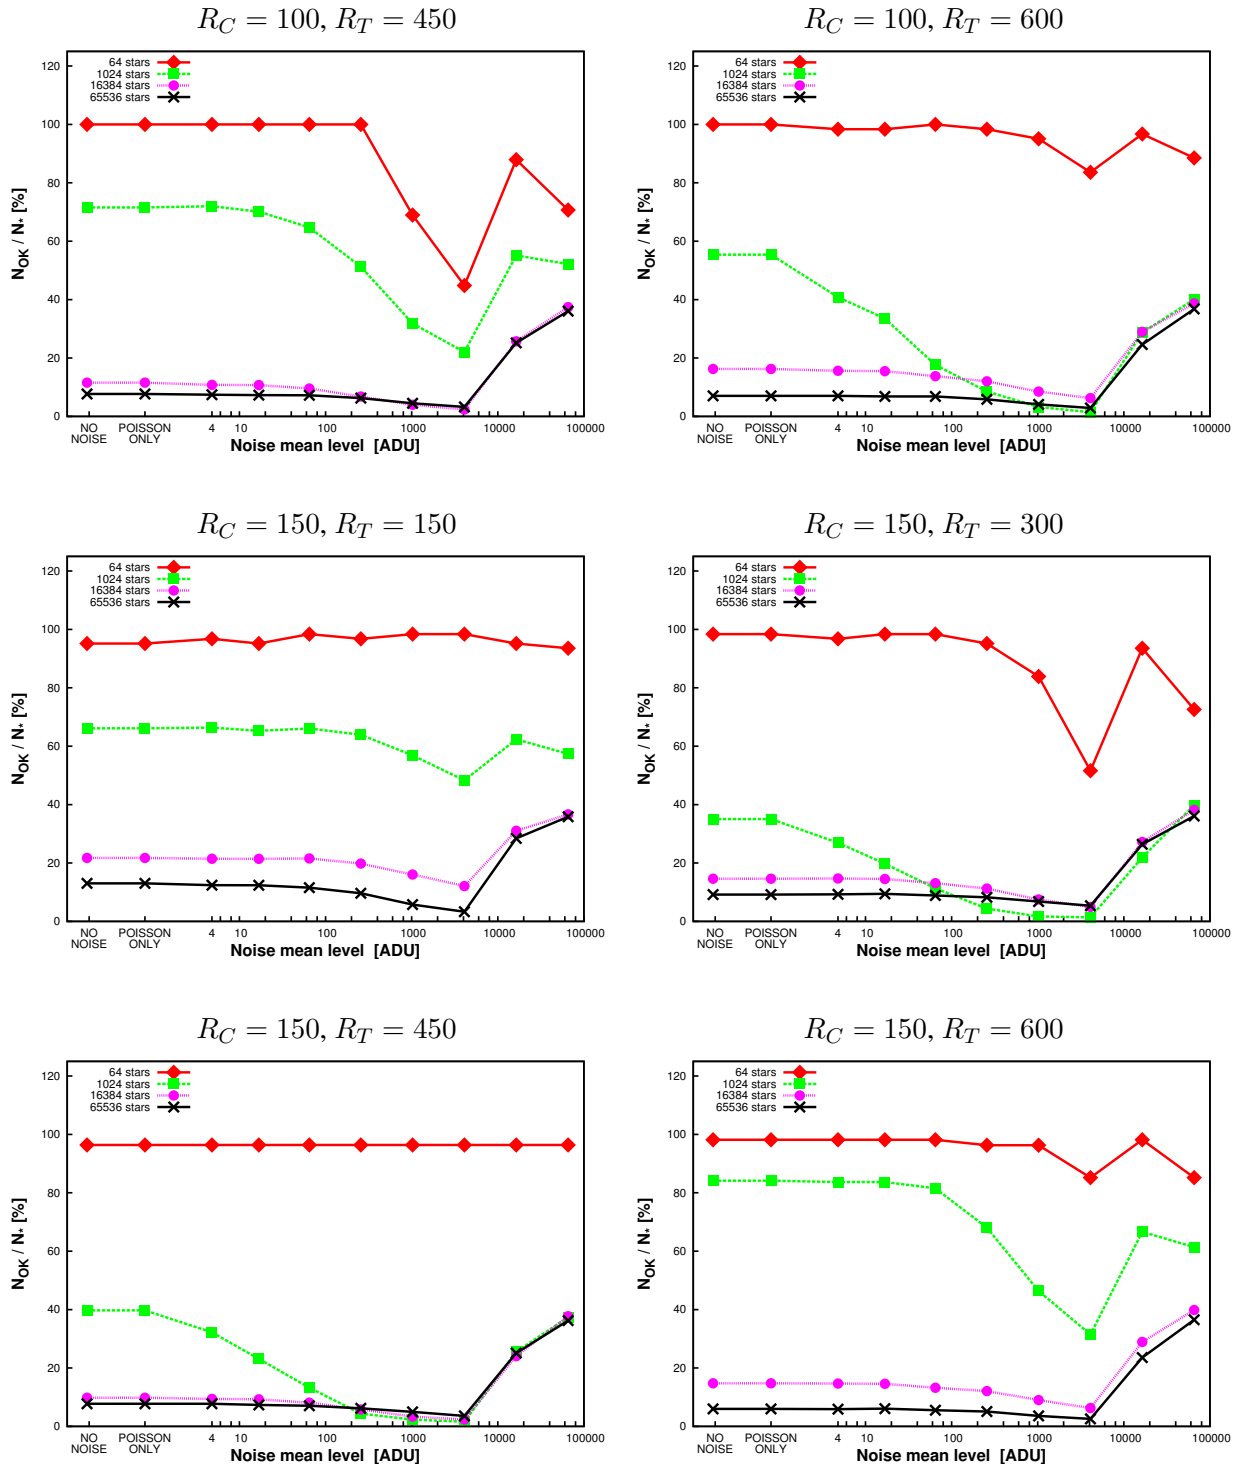 R_C = 100, R_T = 450
120
100
80
60
40
20
0
N_OK / N* [%]
64 stars
1024 stars
16384 stars
65536 stars
NO NOISE
POISSON ONLY
4
10
100
1000
10000
100000
Noise mean level [ADU]
R_C = 100, R_T = 600
120
100
80
60
40
20
0
N_OK / N* [%]
64 stars
1024 stars
16384 stars
65536 stars
NO NOISE
POISSON ONLY
4
10
100
1000
10000
100000
Noise mean level [ADU]
R_C = 150, R_T = 150
120
100
80
60
40
20
0
N_OK / N* [%]
64 stars
1024 stars
16384 stars
65536 stars
NO NOISE
POISSON ONLY
4
10
100
1000
10000
100000
Noise mean level [ADU]
R_C = 150, R_T = 300
120
100
80
60
40
20
0
N_OK / N* [%]
64 stars
1024 stars
16384 stars
65536 stars
NO NOISE
POISSON ONLY
4
10
100
1000
10000
100000
Noise mean level [ADU]
R_C = 150, R_T = 450
120
100
80
60
40
20
0
N_OK / N* [%]
64 stars
1024 stars
16384 stars
65536 stars
NO NOISE
POISSON ONLY
4
10
100
1000
10000
100000
Noise mean level [ADU]
R_C = 150, R_T = 600
120
100
80
60
40
20
0
N_OK / N* [%]
64 stars
1024 stars
16384 stars
65536 stars
NO NOISE
POISSON ONLY
4
10
100
1000
10000
100000
Noise mean level [ADU]